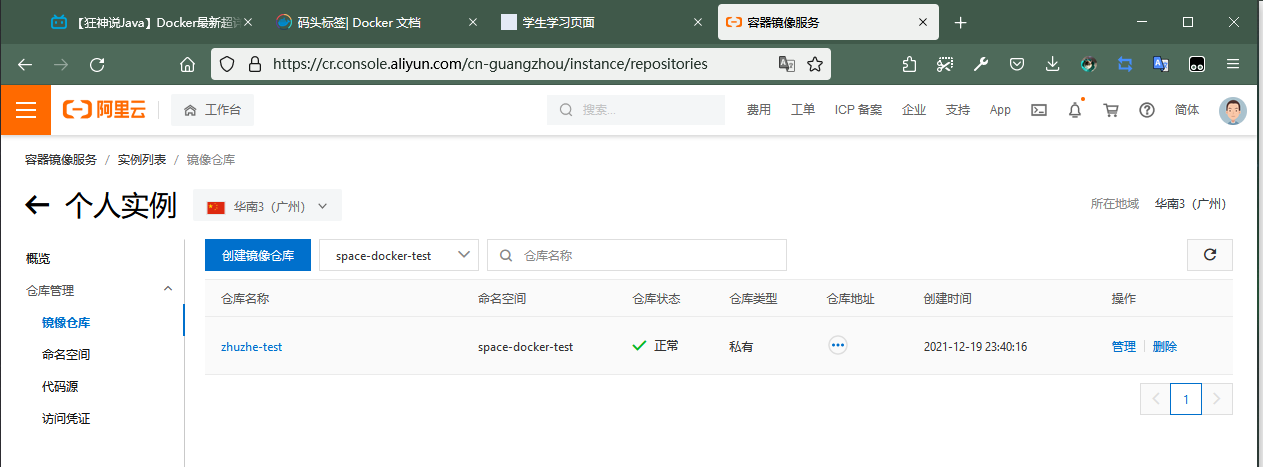 【狂神说Java】Docker最新超详
码头标签| Docker 文档
学生学习页面
容器镜像服务
https://cr.console.aliyun.com/cn-guangzhou/instance/repositories
阿里云
工作台
搜索...
费用
工单
ICP 备案
企业
支持
App
简体
容器镜像服务 / 实例列表 / 镜像仓库
个人实例
华南3（广州）
所在地域 华南3（广州）
概览
仓库管理
镜像仓库
命名空间
代码源
访问凭证
创建镜像仓库
space-docker-test
仓库名称
仓库名称 命名空间 仓库状态 仓库类型 仓库地址 创建时间 操作
zhuzhe-test space-docker-test 正常 私有 2021-12-19 23:40:16 管理 删除
1